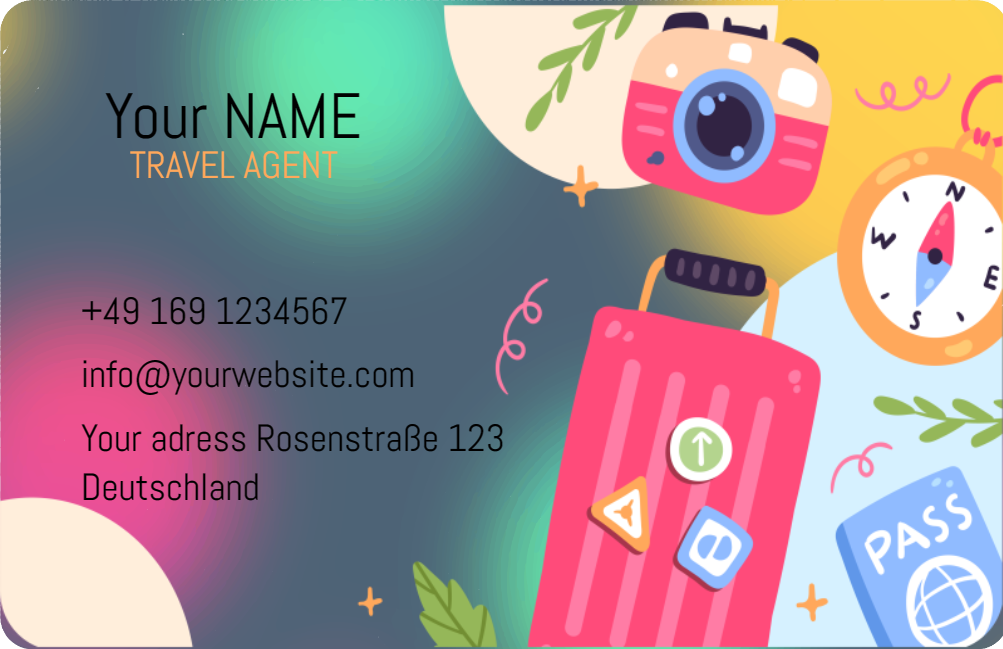 Your NAME
TRAVEL AGENT
+49 169 1234567
info@yourwebsite.com
Your adress Rosenstraße 123
Deutschland
N
W
E
S
e
PASS